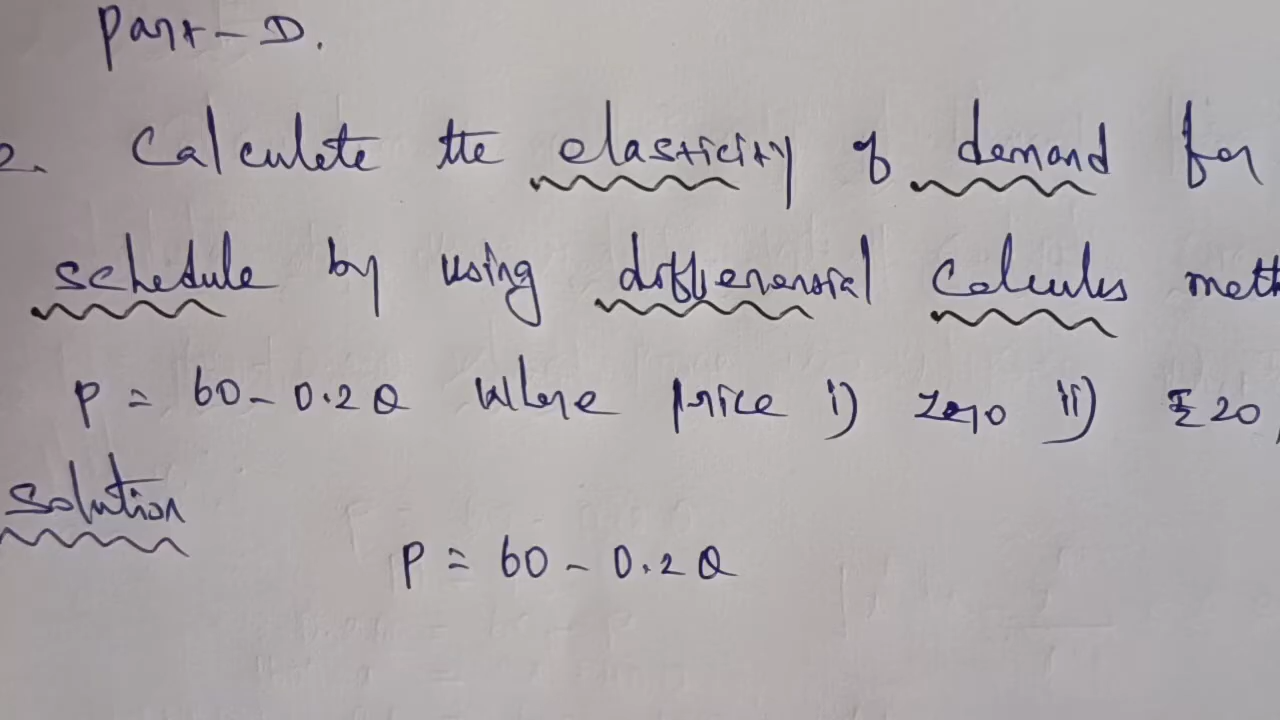 Part - D.
2. Calculate the elasticity of demand for
schedule by using differensial calculus meth
P = 60 - 0.2Q where price i) zero ii) ₹20,
Solution
P = 60 - 0.2Q